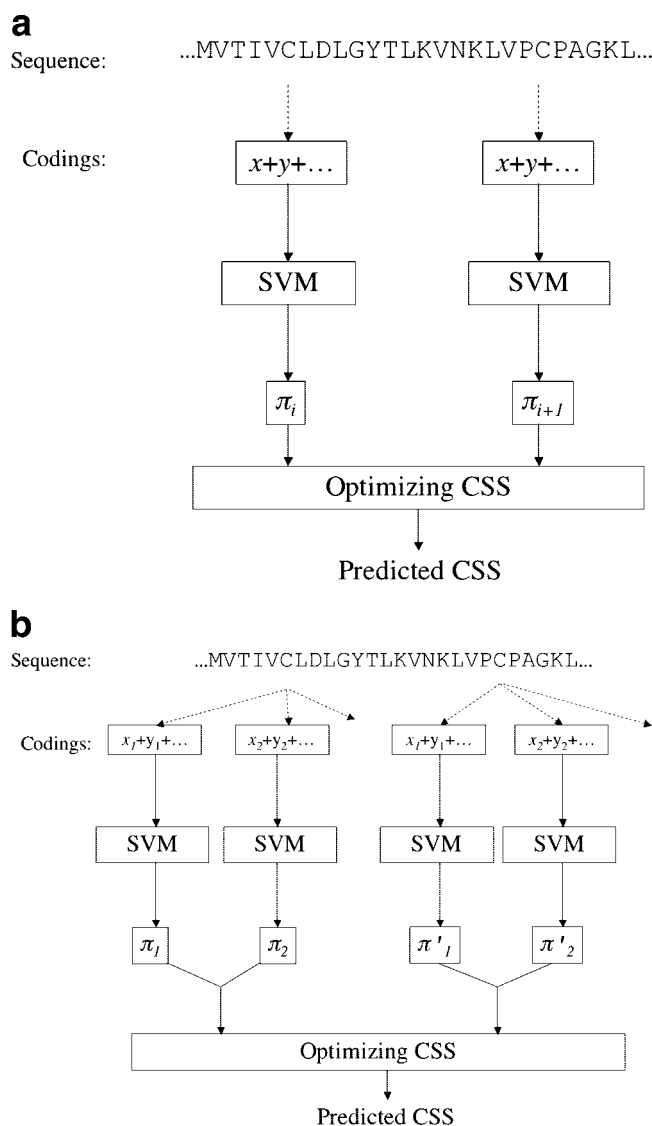 a
Sequence: ...MVTIVCLDLGYTLKVNKLVPCPAGKL...
Codings: x+y+... x+y+...
SVM SVM
πi πi+1
Optimizing CSS
Predicted CSS
b
Sequence: ...MVTIVCLDLGYTLKVNKLVPCPAGKL...
Codings: x1+y1+... x2+y2+... x1+y1+... x2+y2+...
SVM SVM SVM SVM
π1 π2 π'1 π'2
Optimizing CSS
Predicted CSS